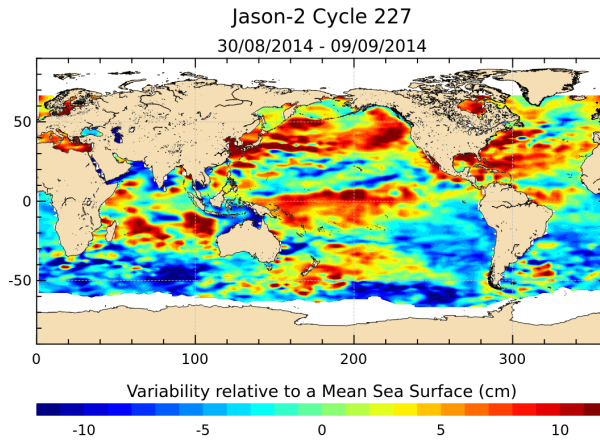 Jason-2 Cycle 227
30/08/2014 - 09/09/2014
50
0
-50
0 100 200 300
Variability relative to a Mean Sea Surface (cm)
-10 -5 0 5 10